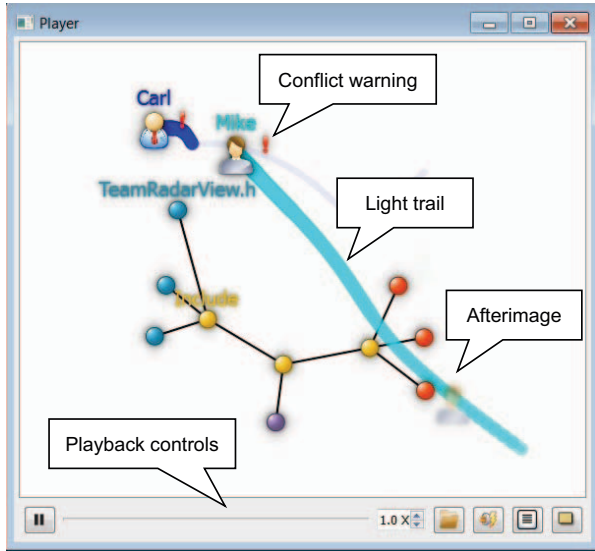 Player
Conflict warning
Carl
Mike
TeamRadarView.h
Light trail
Include
Afterimage
Playback controls
1.0 X